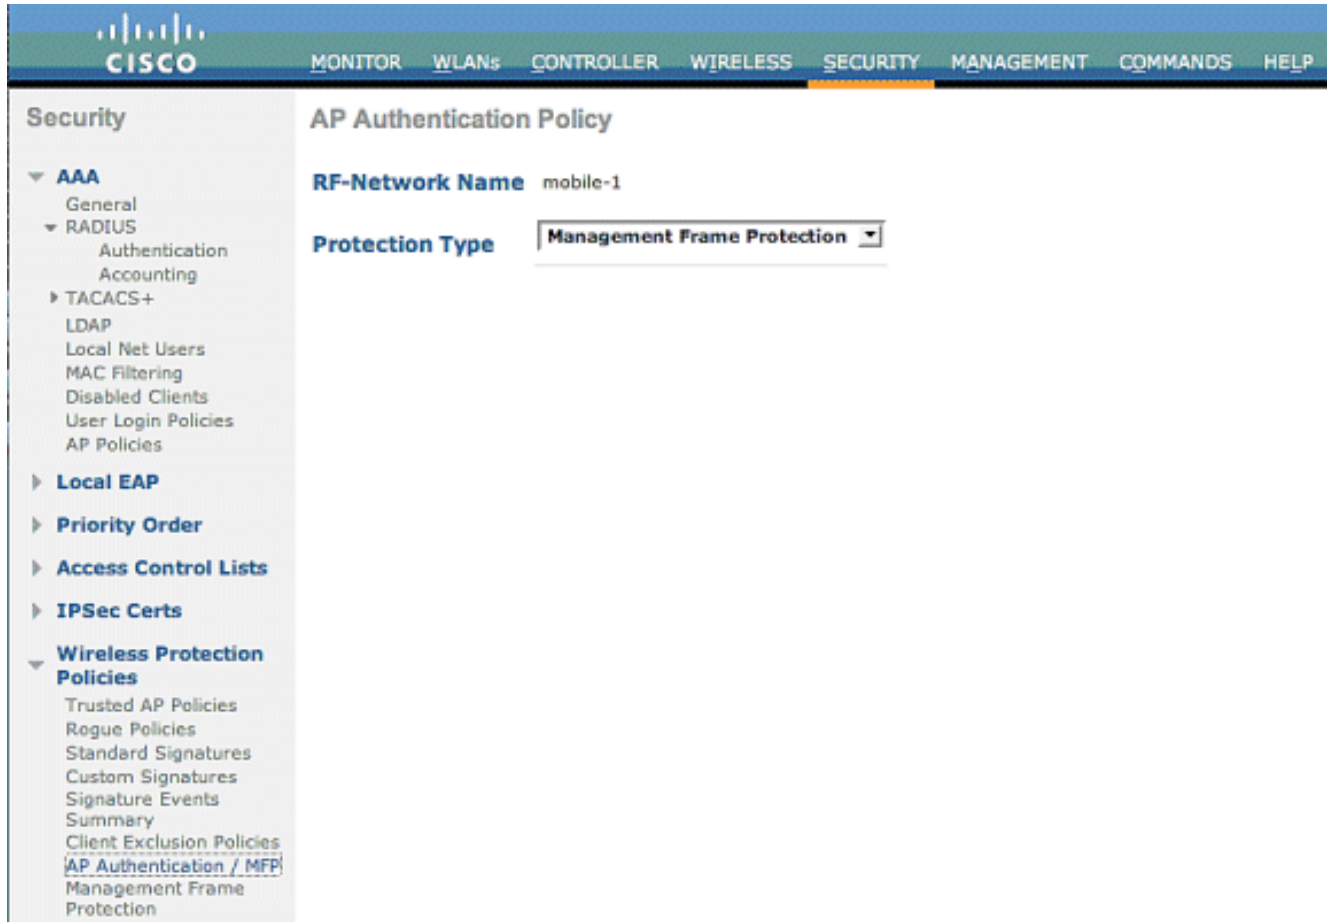 CISCO
MONITOR WLANs CONTROLLER WIRELESS SECURITY MANAGEMENT COMMANDS HELP
Security
AAA
General
RADIUS
Authentication
Accounting
TACACS+
LDAP
Local Net Users
MAC Filtering
Disabled Clients
User Login Policies
AP Policies
Local EAP
Priority Order
Access Control Lists
IPSec Certs
Wireless Protection
Policies
Trusted AP Policies
Rogue Policies
Standard Signatures
Custom Signatures
Signature Events
Summary
Client Exclusion Policies
AP Authentication / MFP
Management Frame
Protection
AP Authentication Policy
RF-Network Name mobile-1
Protection Type Management Frame Protection